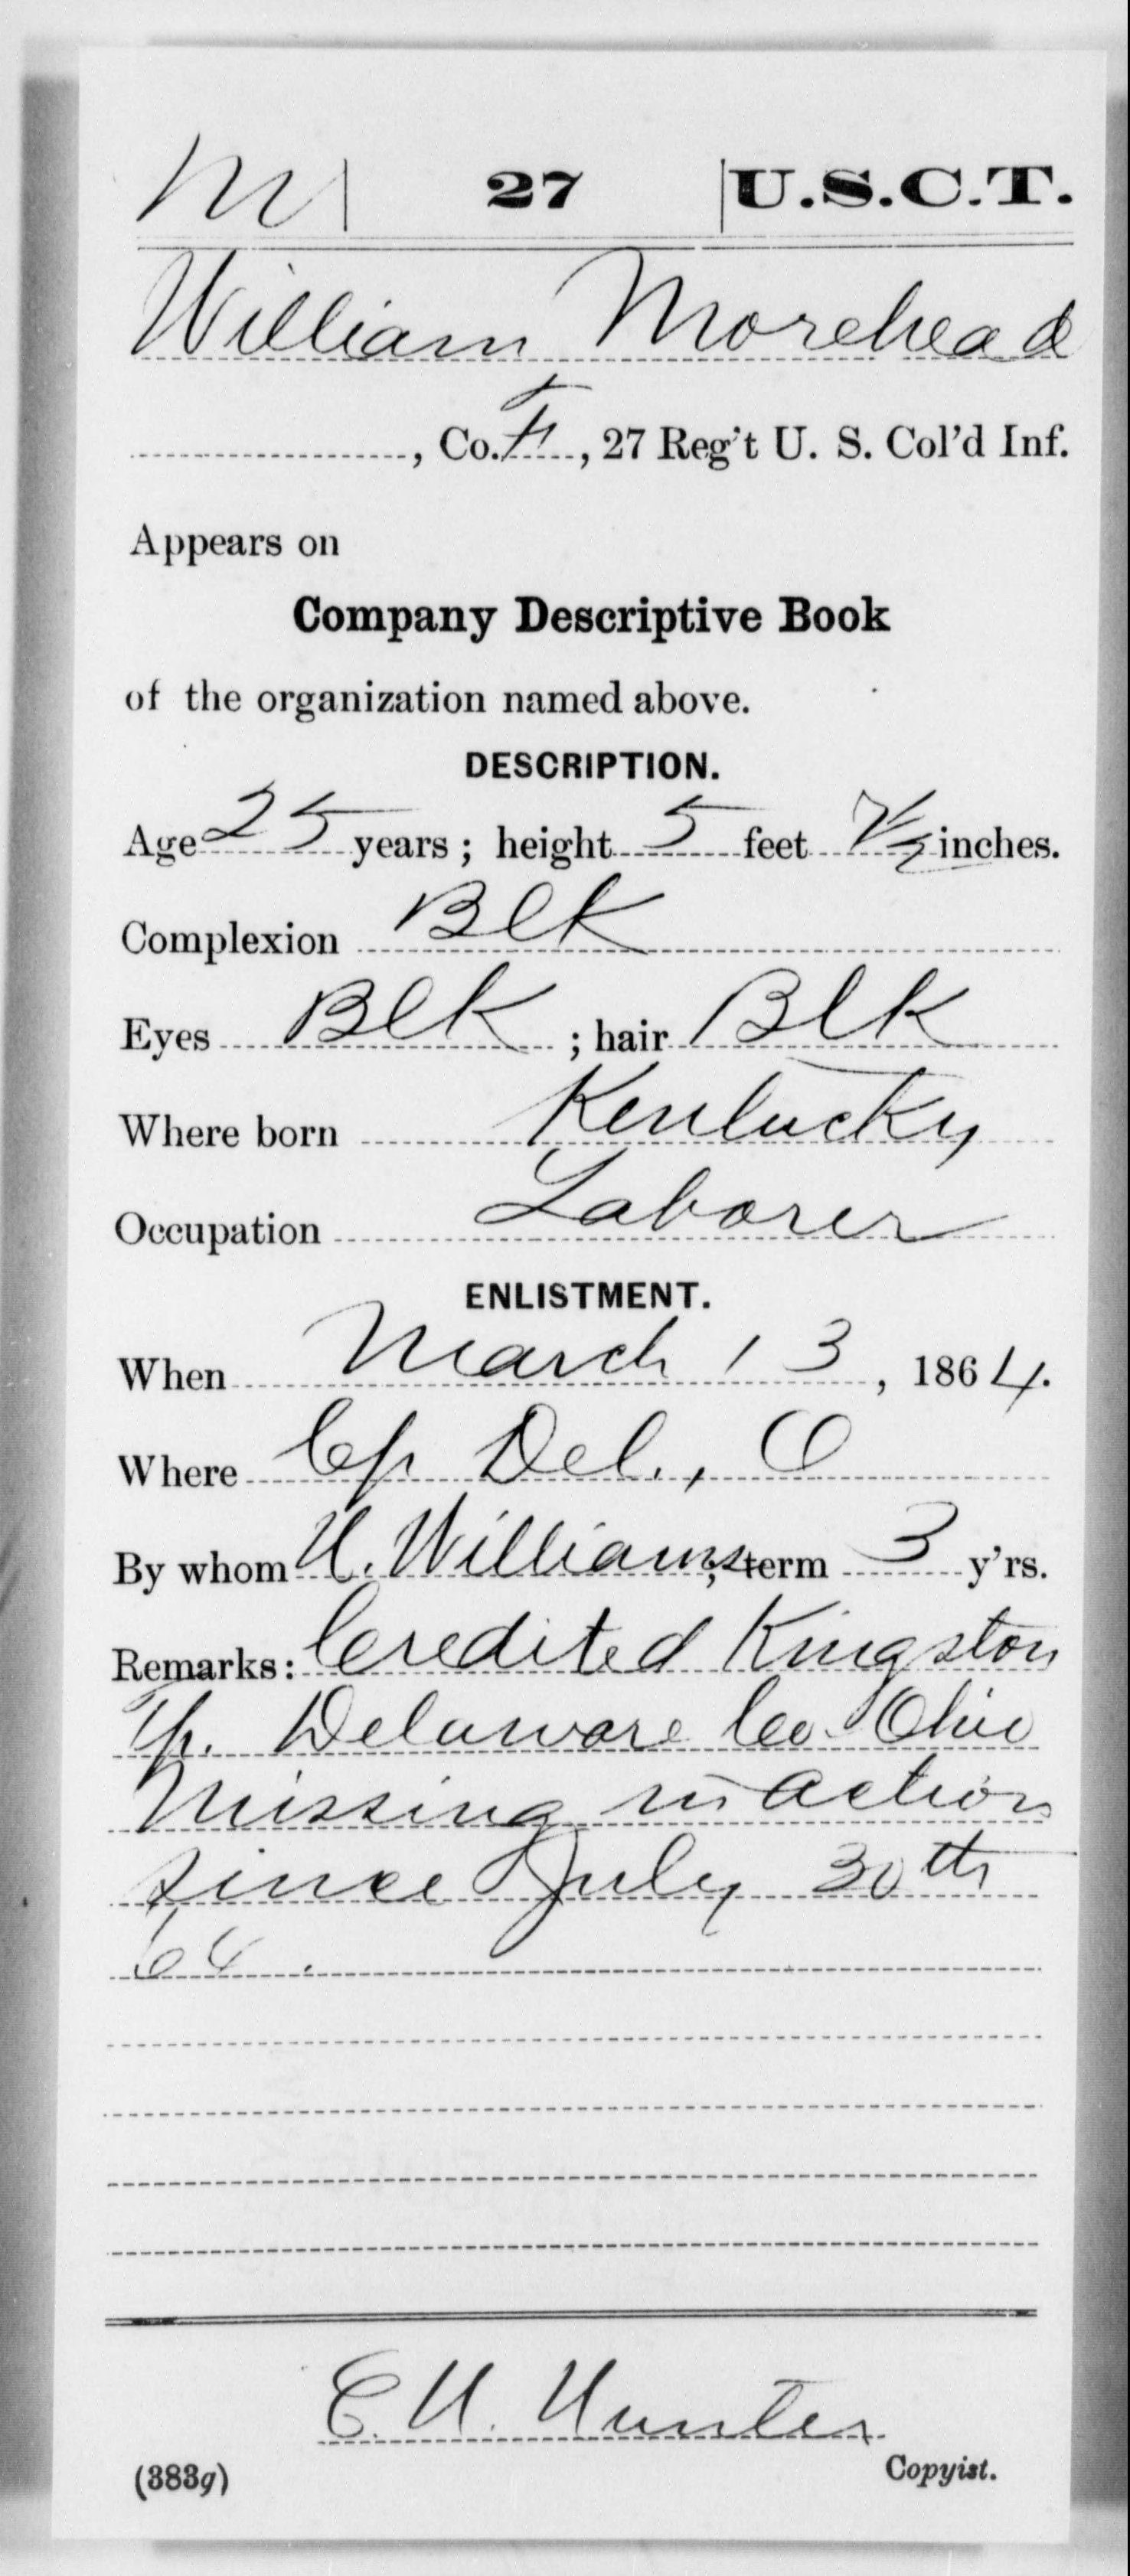 M | 27 | U.S.C.T.
William Morehead
, Co. F, 27 Reg't U. S. Col'd Inf.
Appears on
Company Descriptive Book
of the organization named above.
DESCRIPTION.
Age 25 years; height 5 feet 7½ inches.
Complexion Blk
Eyes Blk; hair Blk
Where born Kentucky
Occupation Laborer
ENLISTMENT.
When March 13, 1864.
Where Cp Del., O
By whom H. Williams; term 3 y'rs.
Remarks: Credited Kingston
Tp. Delaware Co. Ohio
Missing in action
since July 30th
64.
C. H. Hunter
(383g) Copyist.